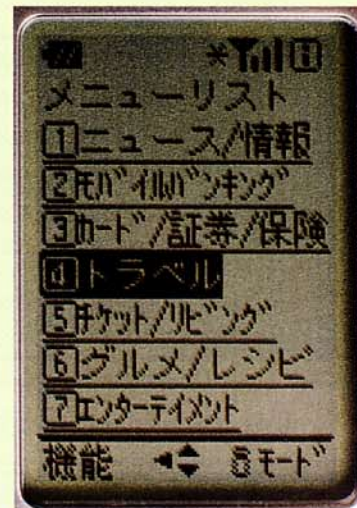 メニューリスト
1ニュース/情報
2ﾓﾊﾞｲﾙﾊﾞﾝｷﾝｸﾞ
3ｶｰﾄﾞ/証券/保険
4トラベル
5ﾁｹｯﾄ/ﾘﾋﾞﾝｸﾞ
6グルメ/レシピ
7ｴﾝﾀｰﾃｲﾒﾝﾄ
機能 ﾓｰﾄﾞ